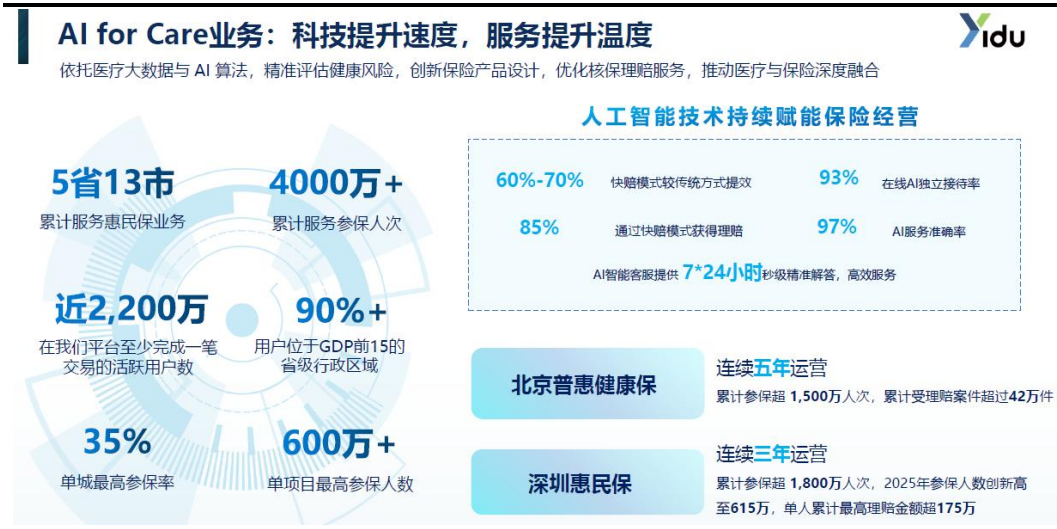 AI for Care业务：科技提升速度，服务提升温度
Yidu
依托医疗大数据与 AI 算法，精准评估健康风险，创新保险产品设计，优化核保理赔服务，推动医疗与保险深度融合
5省13市
累计服务惠民保业务
4000万+
累计服务参保人次
近2,200万
在我们平台至少完成一笔
交易的活跃用户数
90%+
用户位于GDP前15的
省级行政区域
35%
单城最高参保率
600万+
单项目最高参保人数
人工智能技术持续赋能保险经营
60%-70% 快赔模式较传统方式提效
93% 在线AI独立接待率
85% 通过快赔模式获得理赔
97% AI服务准确率
AI智能客服提供 7*24小时秒级精准解答，高效服务
北京普惠健康保
连续五年运营
累计参保超 1,500万人次，累计受理赔案件超过42万件
深圳惠民保
连续三年运营
累计参保超 1,800万人次，2025年参保人数创新高
至615万，单人累计最高理赔金额超175万